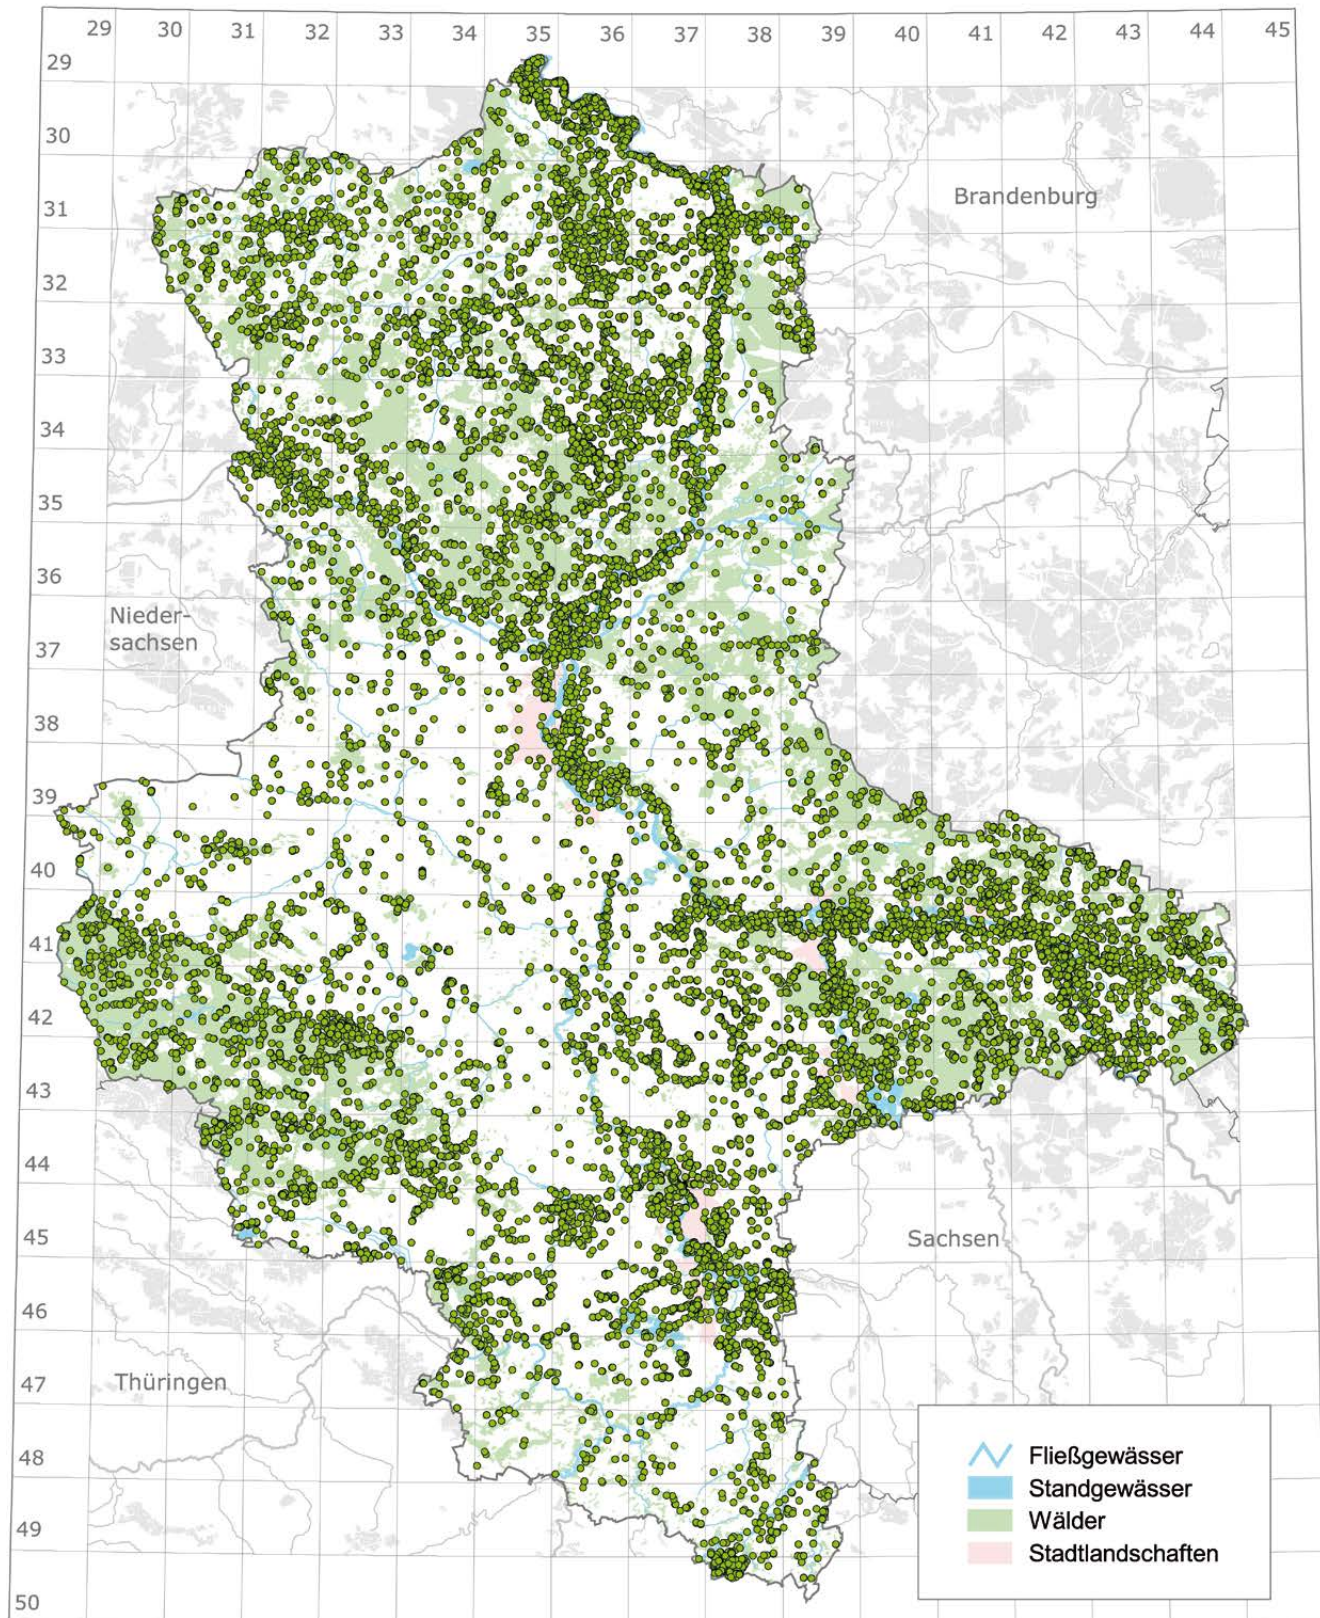 29 30 31 32 33 34 35 36 37 38 39 40 41 42 43 44 45
29
30
31
Brandenburg
32
33
34
35
36
Nieder-
sachsen
37
38
39
40
41
42
43
44
45
Sachsen
46
47
Thüringen
48
49
50
Fließgewässer
Standgewässer
Wälder
Stadtlandschaften